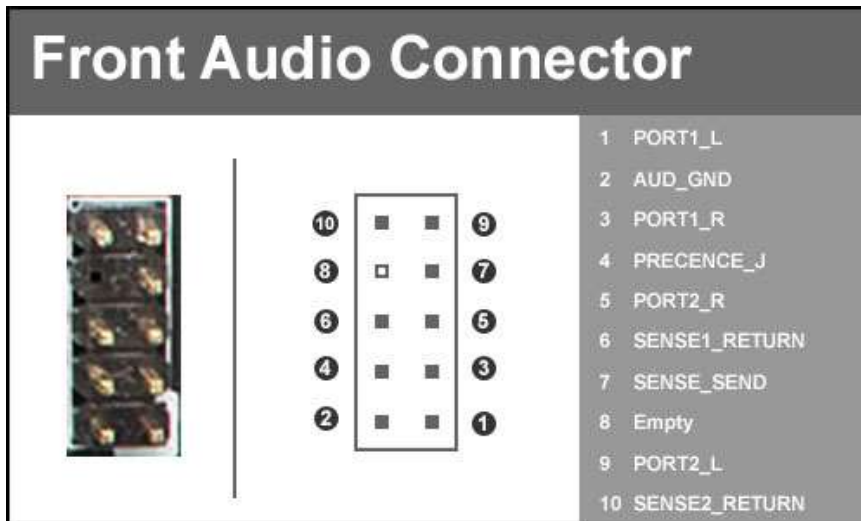 Front Audio Connector
10 9
8 7
6 5
4 3
2 1
1 PORT1_L
2 AUD_GND
3 PORT1_R
4 PRECENCE_J
5 PORT2_R
6 SENSE1_RETURN
7 SENSE_SEND
8 Empty
9 PORT2_L
10 SENSE2_RETURN